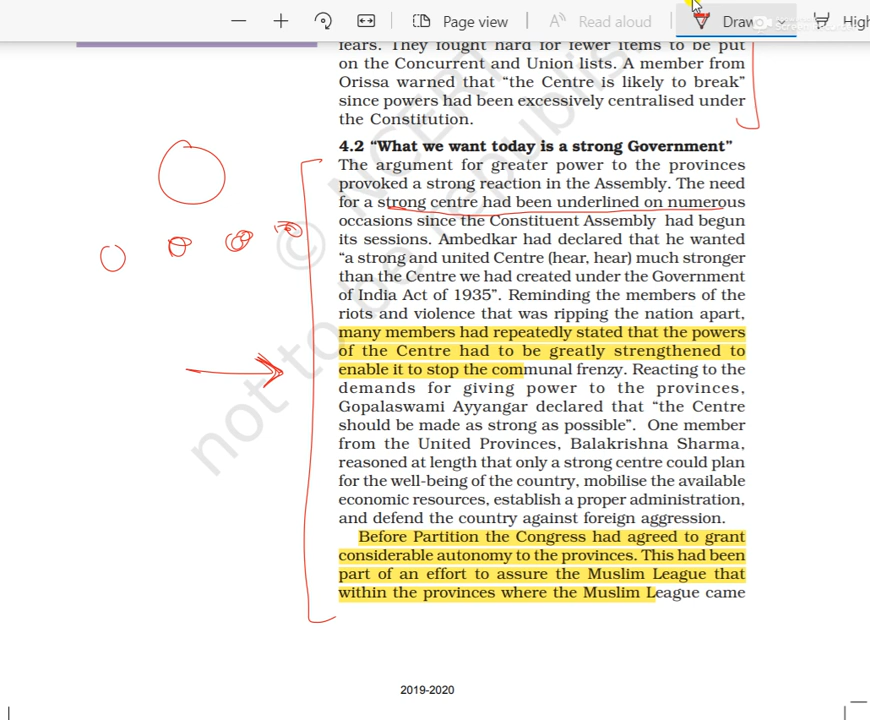 Page view
Read aloud
Draw
High
fears. They fought hard for fewer items to be put
on the Concurrent and Union lists. A member from
Orissa warned that “the Centre is likely to break”
since powers had been excessively centralised under
the Constitution.
4.2 “What we want today is a strong Government”
The argument for greater power to the provinces
provoked a strong reaction in the Assembly. The need
for a strong centre had been underlined on numerous
occasions since the Constituent Assembly had begun
its sessions. Ambedkar had declared that he wanted
“a strong and united Centre (hear, hear) much stronger
than the Centre we had created under the Government
of India Act of 1935”. Reminding the members of the
riots and violence that was ripping the nation apart,
many members had repeatedly stated that the powers
of the Centre had to be greatly strengthened to
enable it to stop the communal frenzy. Reacting to the
demands for giving power to the provinces,
Gopalaswami Ayyangar declared that “the Centre
should be made as strong as possible”. One member
from the United Provinces, Balakrishna Sharma,
reasoned at length that only a strong centre could plan
for the well-being of the country, mobilise the available
economic resources, establish a proper administration,
and defend the country against foreign aggression.
Before Partition the Congress had agreed to grant
considerable autonomy to the provinces. This had been
part of an effort to assure the Muslim League that
within the provinces where the Muslim League came
© NCERT
not to be republis
2019-2020